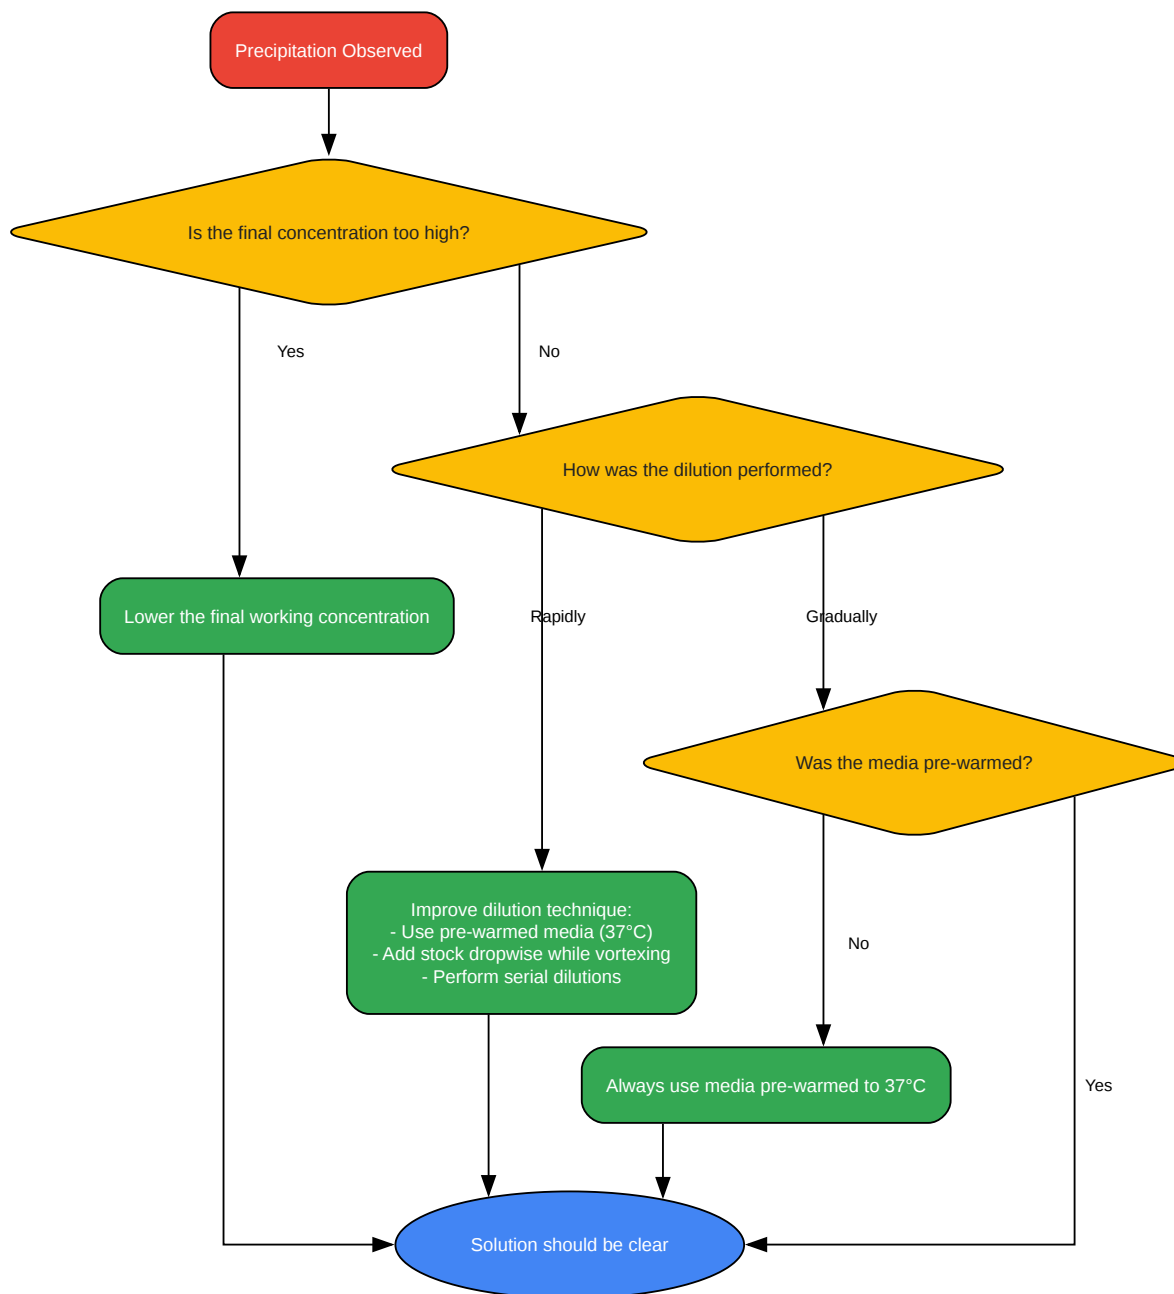 Precipitation Observed
Is the final concentration too high?
Yes
No
How was the dilution performed?
Lower the final working concentration
Rapidly
Gradually
Was the media pre-warmed?
Improve dilution technique:
- Use pre-warmed media (37°C)
- Add stock dropwise while vortexing
- Perform serial dilutions
No
Always use media pre-warmed to 37°C
Yes
Solution should be clear